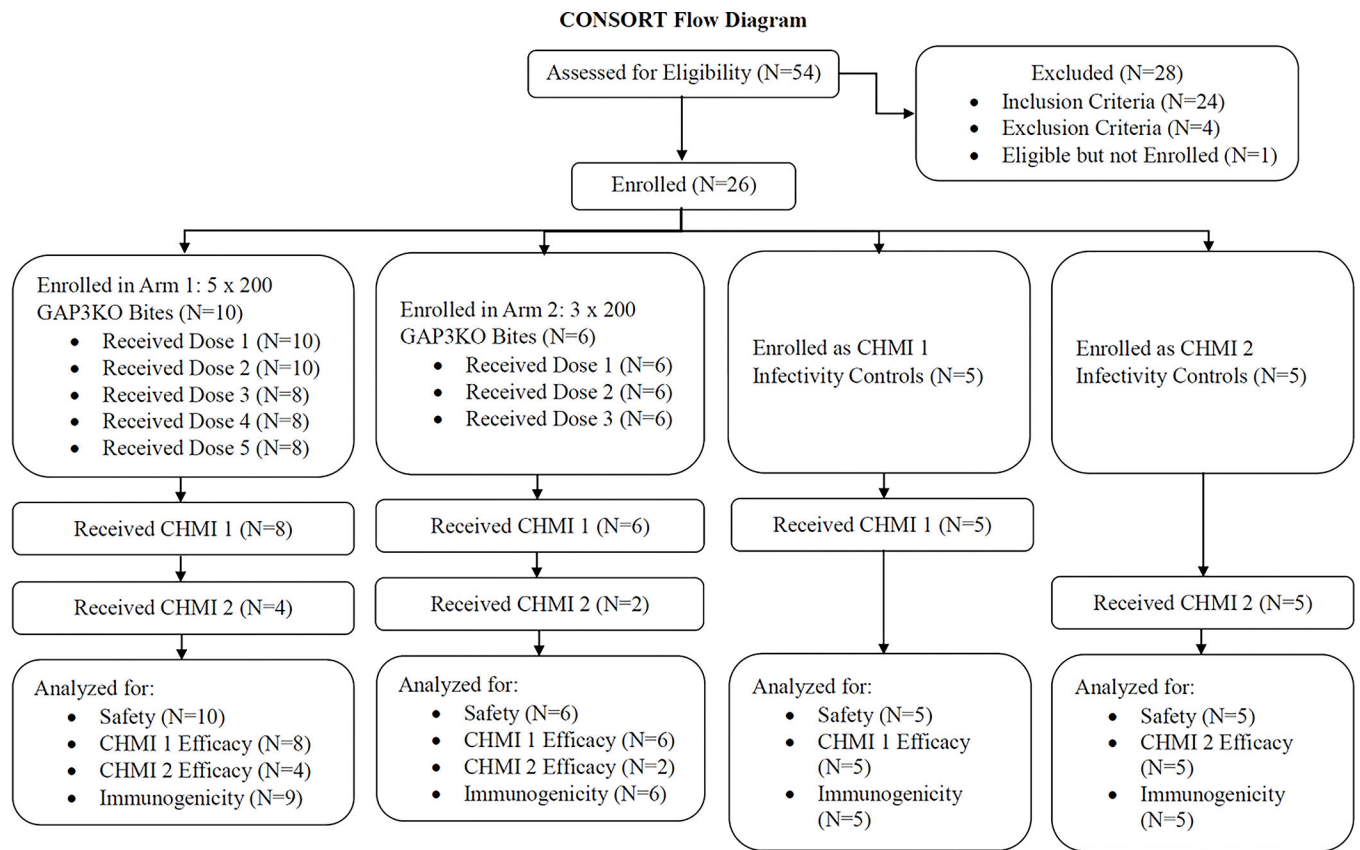 CONSORT Flow Diagram
Assessed for Eligibility (N=54)
Excluded (N=28)
• Inclusion Criteria (N=24)
• Exclusion Criteria (N=4)
• Eligible but not Enrolled (N=1)
Enrolled (N=26)
Enrolled in Arm 1: 5 x 200
GAP3KO Bites (N=10)
• Received Dose 1 (N=10)
• Received Dose 2 (N=10)
• Received Dose 3 (N=8)
• Received Dose 4 (N=8)
• Received Dose 5 (N=8)
Enrolled in Arm 2: 3 x 200
GAP3KO Bites (N=6)
• Received Dose 1 (N=6)
• Received Dose 2 (N=6)
• Received Dose 3 (N=6)
Enrolled as CHMI 1
Infectivity Controls (N=5)
Enrolled as CHMI 2
Infectivity Controls (N=5)
Received CHMI 1 (N=8)
Received CHMI 1 (N=6)
Received CHMI 1 (N=5)
Received CHMI 2 (N=4)
Received CHMI 2 (N=2)
Received CHMI 2 (N=5)
Analyzed for:
• Safety (N=10)
• CHMI 1 Efficacy (N=8)
• CHMI 2 Efficacy (N=4)
• Immunogenicity (N=9)
Analyzed for:
• Safety (N=6)
• CHMI 1 Efficacy (N=6)
• CHMI 2 Efficacy (N=2)
• Immunogenicity (N=6)
Analyzed for:
• Safety (N=5)
• CHMI 1 Efficacy
(N=5)
• Immunogenicity
(N=5)
Analyzed for:
• Safety (N=5)
• CHMI 2 Efficacy
(N=5)
• Immunogenicity
(N=5)